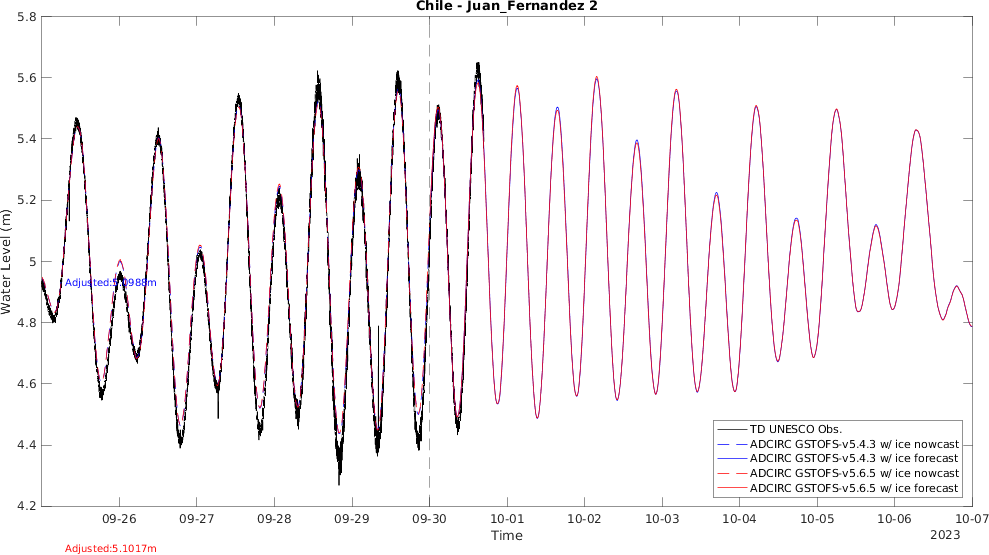 Chile - Juan_Fernandez 2
5.8
5.6
5.4
5.2
5
4.8
4.6
4.4
4.2
Water Level (m)
Adjusted:5.0988m
TD UNESCO Obs.
ADCIRC GSTOFS-v5.4.3 w/ ice nowcast
ADCIRC GSTOFS-v5.4.3 w/ ice forecast
ADCIRC GSTOFS-v5.6.5 w/ ice nowcast
ADCIRC GSTOFS-v5.6.5 w/ ice forecast
09-26 09-27 09-28 09-29 09-30 10-01 10-02 10-03 10-04 10-05 10-06 10-07
Time
2023
Adjusted:5.1017m